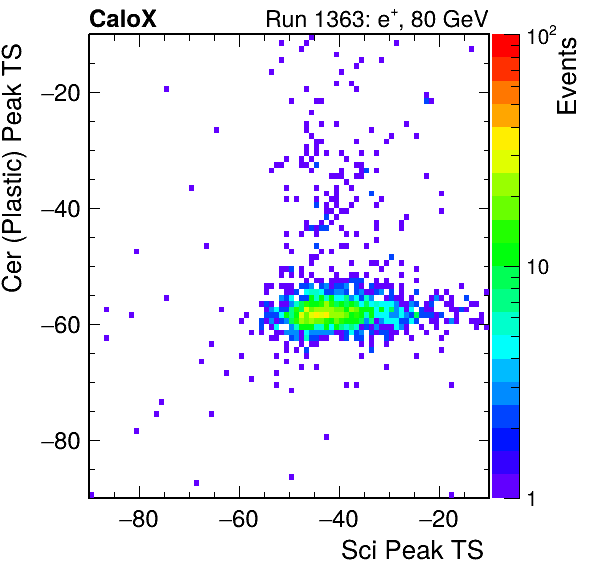 CaloX Run 1363: e⁺, 80 GeV
Cer (Plastic) Peak TS
−20
−40
−60
−80
−80 −60 −40 −20
Sci Peak TS
10²
10
1
Events